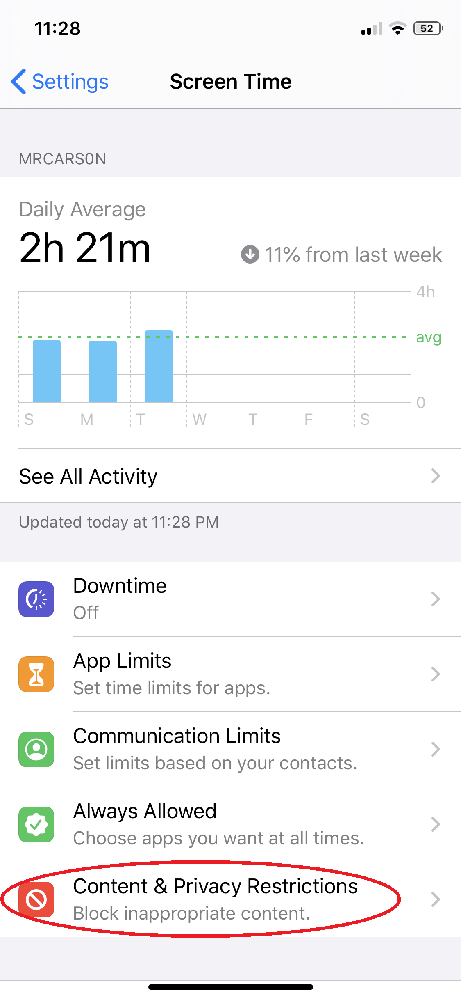 11:28
52
Settings
Screen Time
MRCARS0N
Daily Average
2h 21m
11% from last week
4h
avg
0
S M T W T F S
See All Activity
Updated today at 11:28 PM
Downtime
Off
App Limits
Set time limits for apps.
Communication Limits
Set limits based on your contacts.
Always Allowed
Choose apps you want at all times.
Content & Privacy Restrictions
Block inappropriate content.